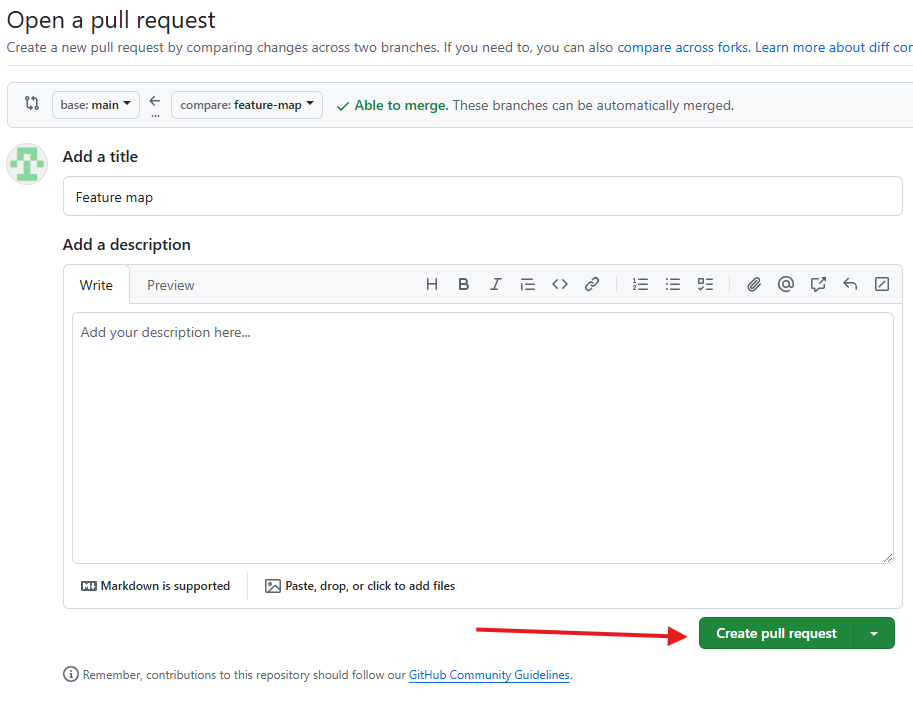 Open a pull request
Create a new pull request by comparing changes across two branches. If you need to, you can also compare across forks. Learn more about diff
base: main compare: feature-map Able to merge. These branches can be automatically merged.
Add a title
Feature map
Add a description
Write Preview
Add your description here...
Markdown is supported Paste, drop, or click to add files
Create pull request
Remember, contributions to this repository should follow our GitHub Community Guidelines.